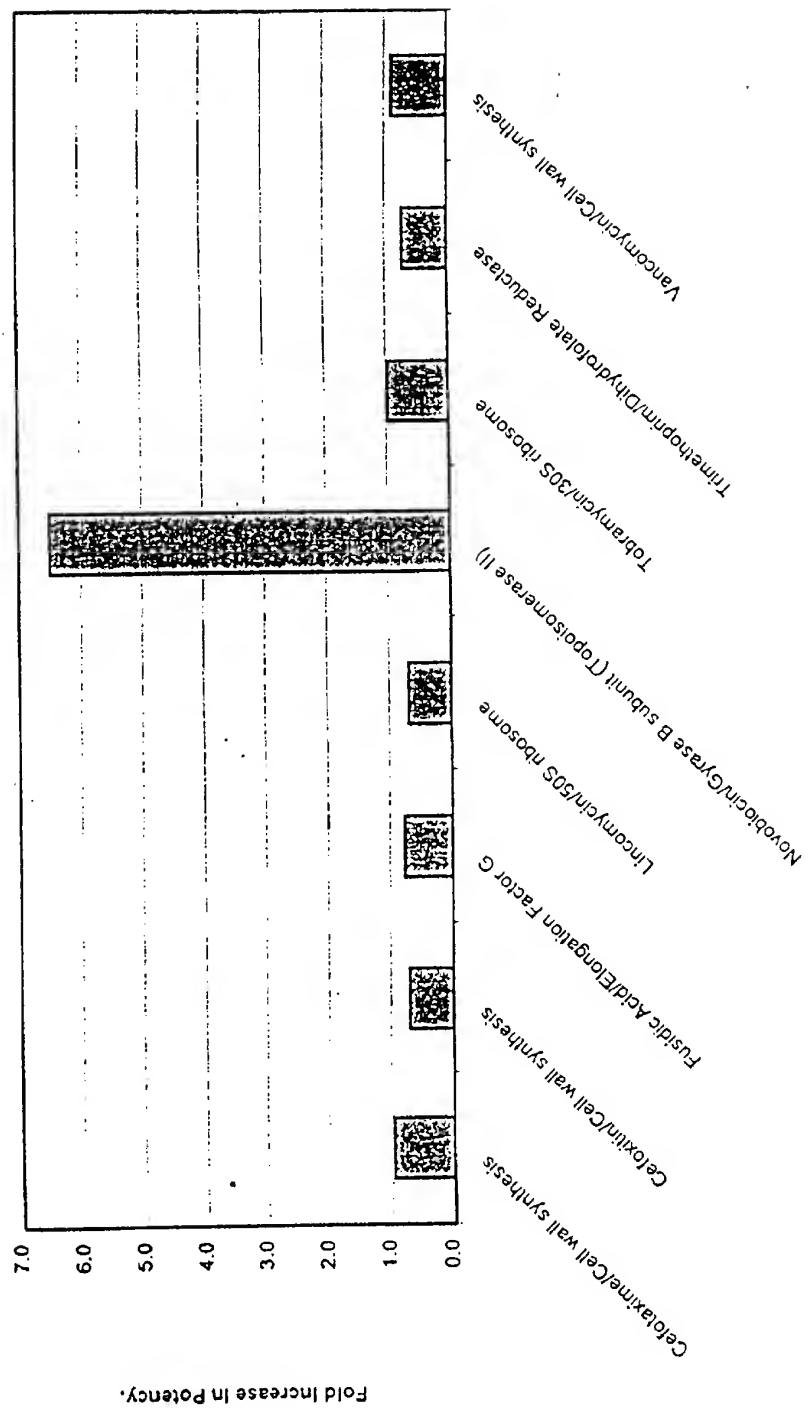 Fold Increase In Potency.
7.0
6.0
5.0
4.0
3.0
2.0
1.0
0.0
Cefotaxime/Cell wall synthesis
Cefoxitin/Cell wall synthesis
Fusidic Acid/Elongation Factor G
Lincomycin/50S ribosome
Novobiocin/Gyrase B subunit (Topoisomerase II)
Tobramycin/30S ribosome
Trimethoprim/Dihydrofolate Reductase
Vancomycin/Cell wall synthesis